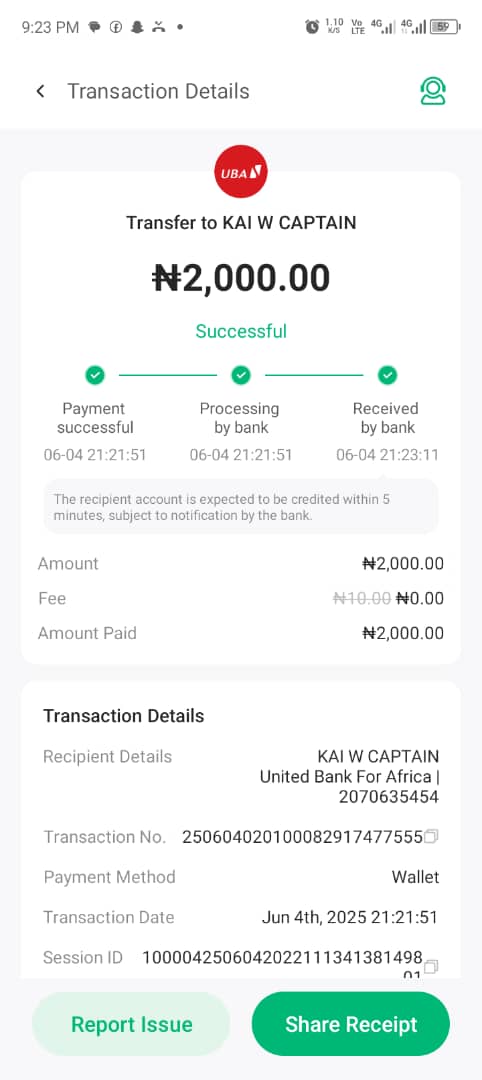 9:23 PM
1.10 K/S Vo LTE 4G 4G 59
Transaction Details
UBA
Transfer to KAI W CAPTAIN
₦2,000.00
Successful
Payment successful
Processing by bank
Received by bank
06-04 21:21:51
06-04 21:21:51
06-04 21:23:11
The recipient account is expected to be credited within 5
minutes, subject to notification by the bank.
Amount ₦2,000.00
Fee ₦10.00 ₦0.00
Amount Paid ₦2,000.00
Transaction Details
Recipient Details KAI W CAPTAIN
United Bank For Africa |
2070635454
Transaction No. 250604020100082917477555
Payment Method Wallet
Transaction Date Jun 4th, 2025 21:21:51
Session ID 1000042506042022111341381498
01
Report Issue
Share Receipt